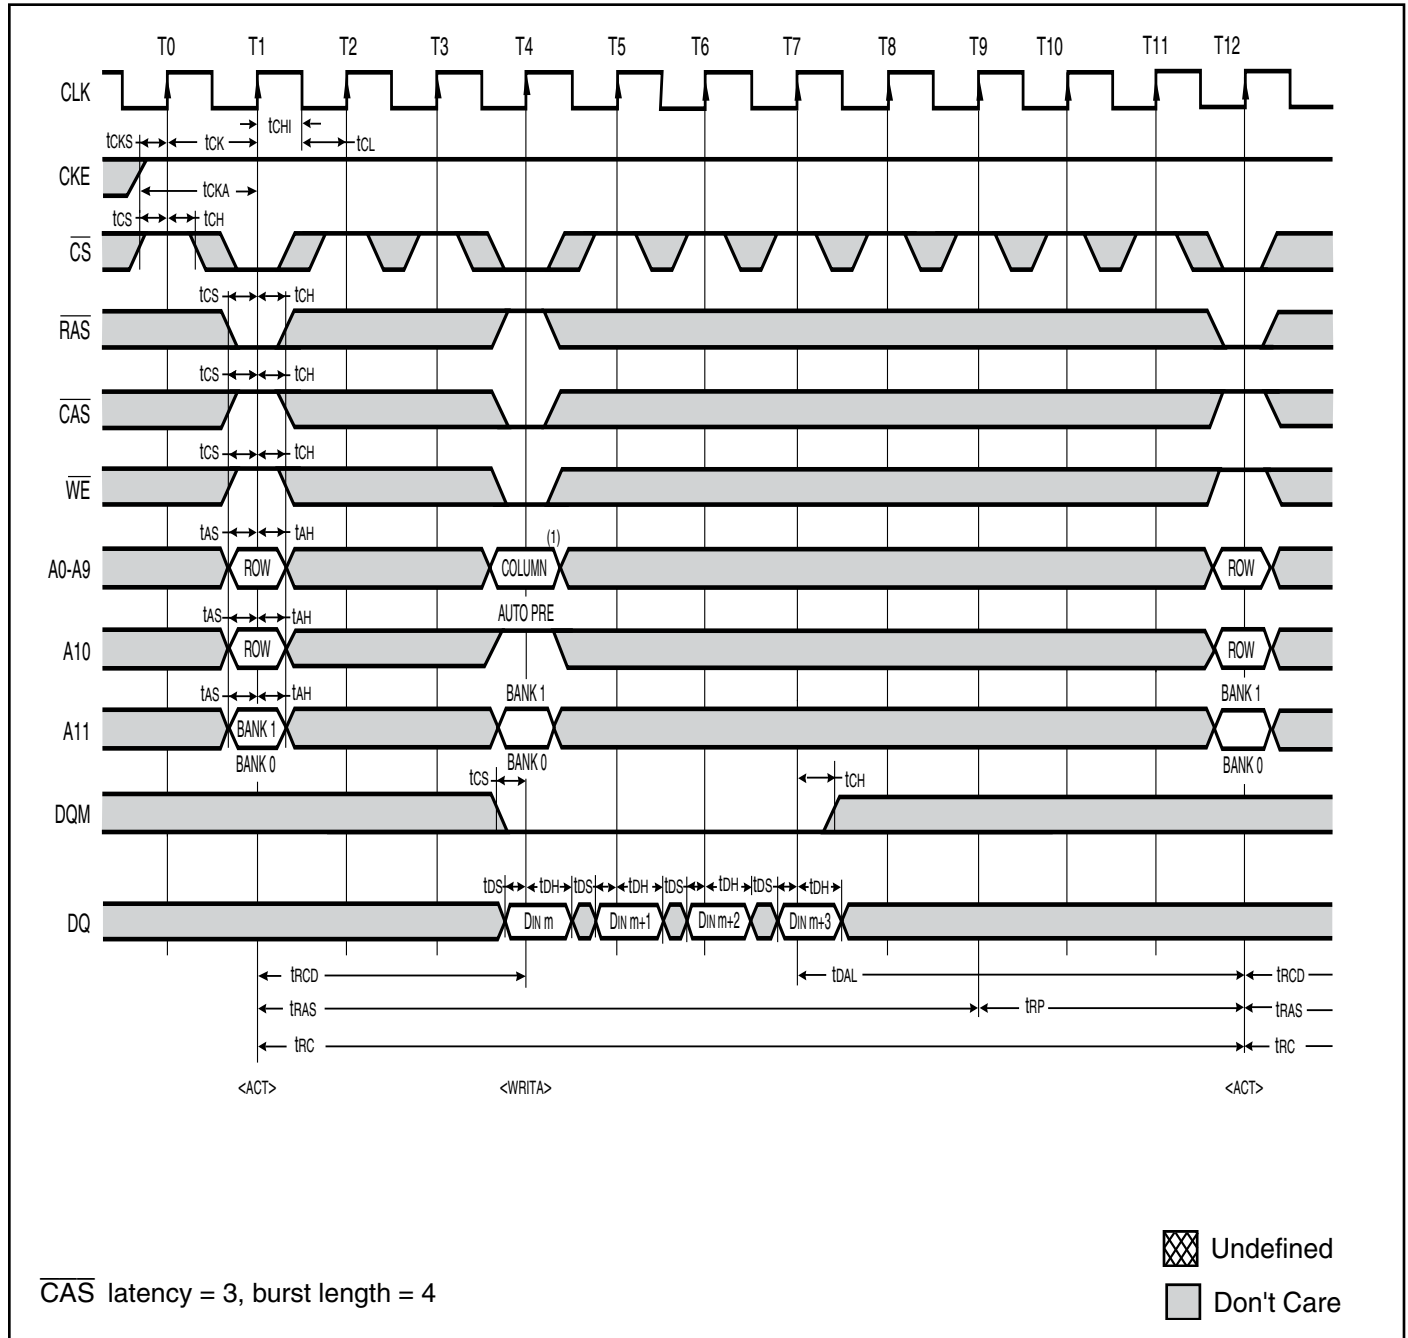 T0 T1 T2 T3 T4 T5 T6 T7 T8 T9 T10 T11 T12
CLK
tCHI
tCKS tCK tCL
CKE
tCKA
tCS tCH
CS
tCS tCH
RAS
tCS tCH
CAS
tCS tCH
WE
tAS tAH (1)
A0-A9 ROW COLUMN ROW
AUTO PRE
tAS tAH
A10 ROW ROW
tAS tAH BANK 1 BANK 1
A11 BANK 1
BANK 0 BANK 0 BANK 0
tCS tCH
DQM
tDS tDH tDS tDH tDS tDH tDS tDH
DQ DIN m DIN m+1 DIN m+2 DIN m+3
tRCD tDAL tRCD
tRAS tRP tRAS
tRC tRC
<ACT> <WRITA> <ACT>
Undefined
CAS latency = 3, burst length = 4
Don't Care